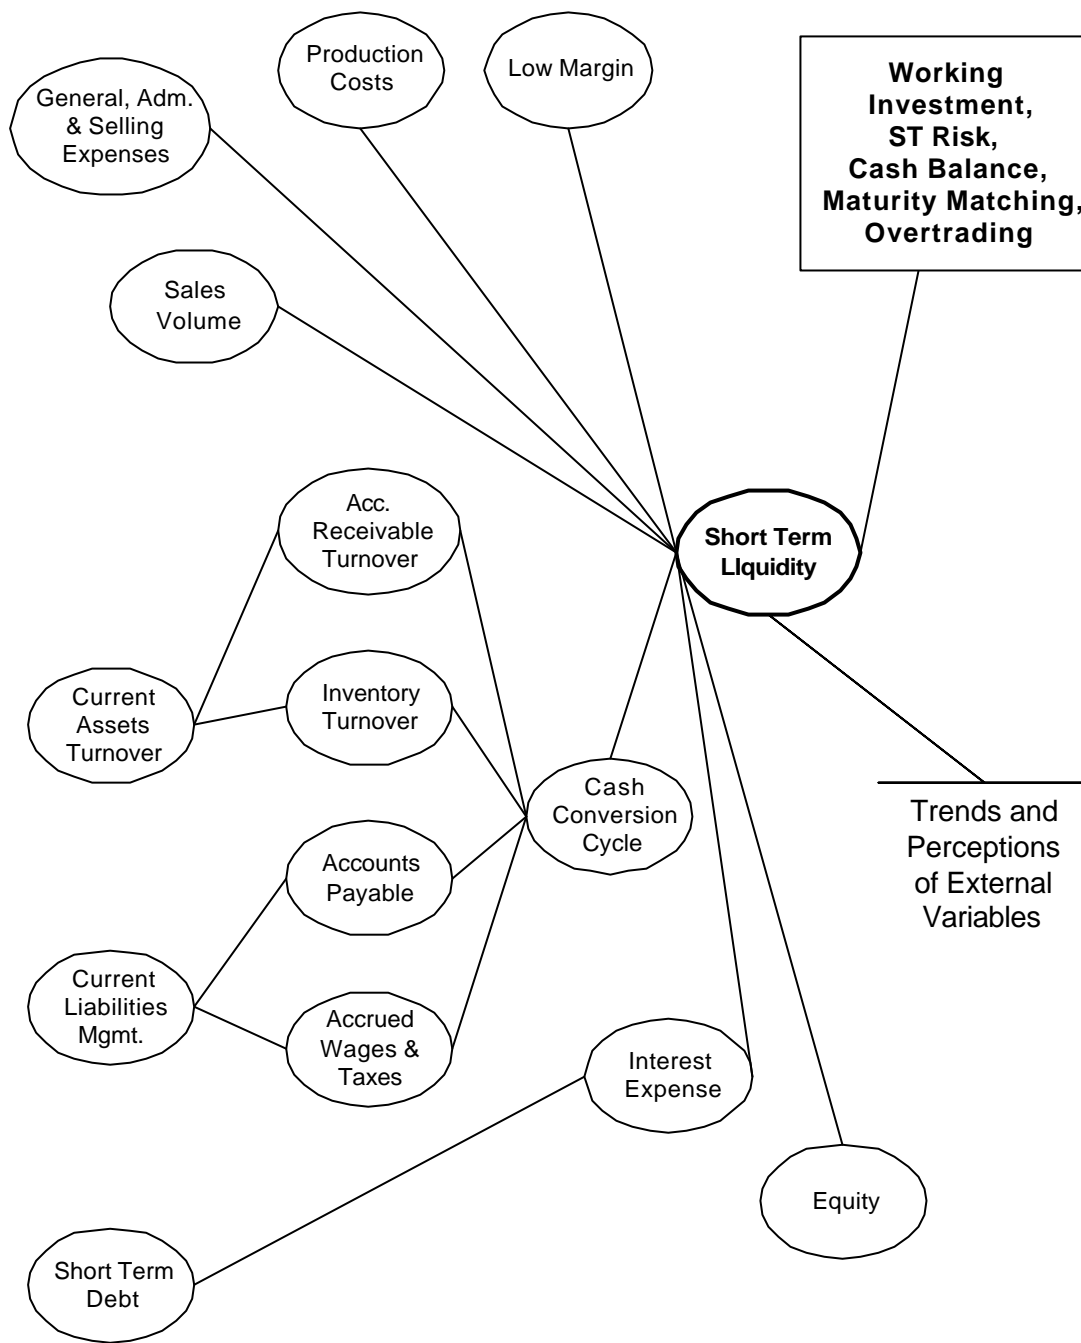 Production
Costs
Low Margin
General, Adm.
& Selling
Expenses
Working
Investment,
ST Risk,
Cash Balance,
Maturity Matching,
Overtrading
Sales
Volume
Acc.
Receivable
Turnover
Short Term
LIquidity
Current
Assets
Turnover
Inventory
Turnover
Cash
Conversion
Cycle
Trends and
Perceptions
of External
Variables
Accounts
Payable
Current
Liabilities
Mgmt.
Accrued
Wages &
Taxes
Interest
Expense
Equity
Short Term
Debt